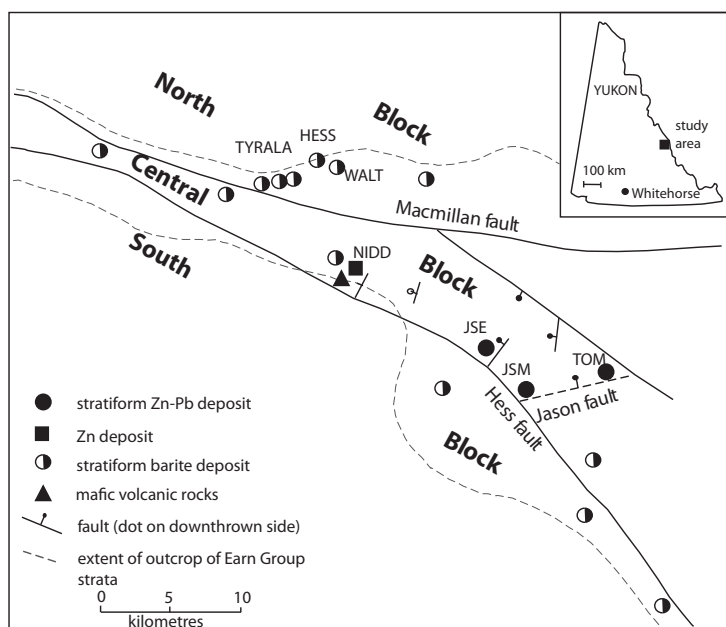 North
Block
HESS
TYRALA
WALT
Central
Macmillan fault
South
NIDD
Block
JSE
JSM
TOM
Hess fault
Jason fault
Block
YUKON
study
area
100 km
Whitehorse
stratiform Zn-Pb deposit
Zn deposit
stratiform barite deposit
mafic volcanic rocks
fault (dot on downthrown side)
extent of outcrop of Earn Group
strata
0 5 10
kilometres